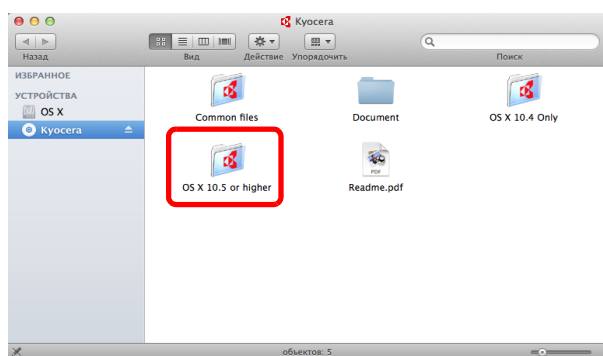 Kyocera
Назад
Вид
Действие
Упорядочить
Поиск
ИЗБРАННОЕ
УСТРОЙСТВА
OS X
Kyocera
Common files
Document
OS X 10.4 Only
OS X 10.5 or higher
PDF
Readme.pdf
объектов: 5